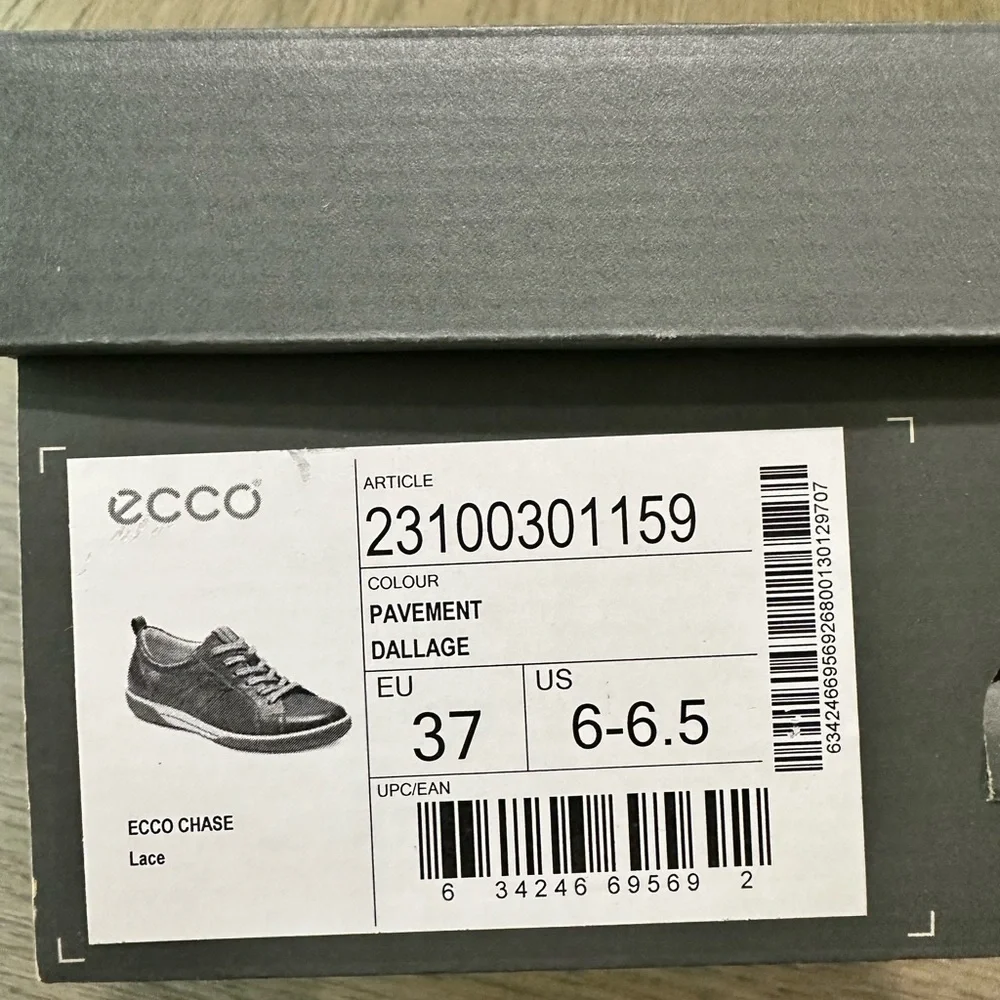 ecco
ARTICLE
23100301159
COLOUR
PAVEMENT
DALLAGE
EU
37
US
6-6.5
UPC/EAN
6 34246 69569 2
ECCO CHASE
Lace
6342466956926800130129707